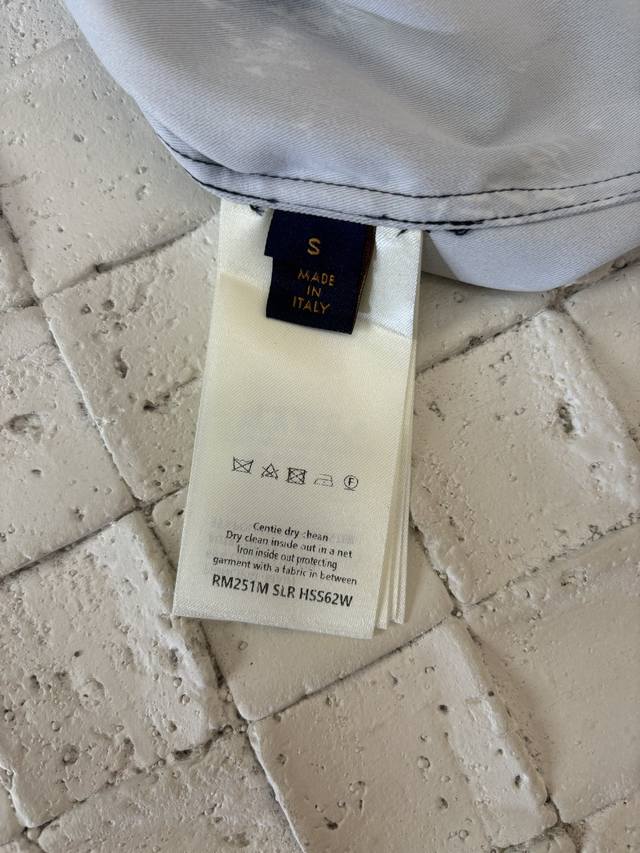 S
MADE
IN
ITALY
F
Centie dry clean
Dry clean inside out in a net
Iron inside out protecting
garment with a fabric in between
RM251M SLR HSS62W